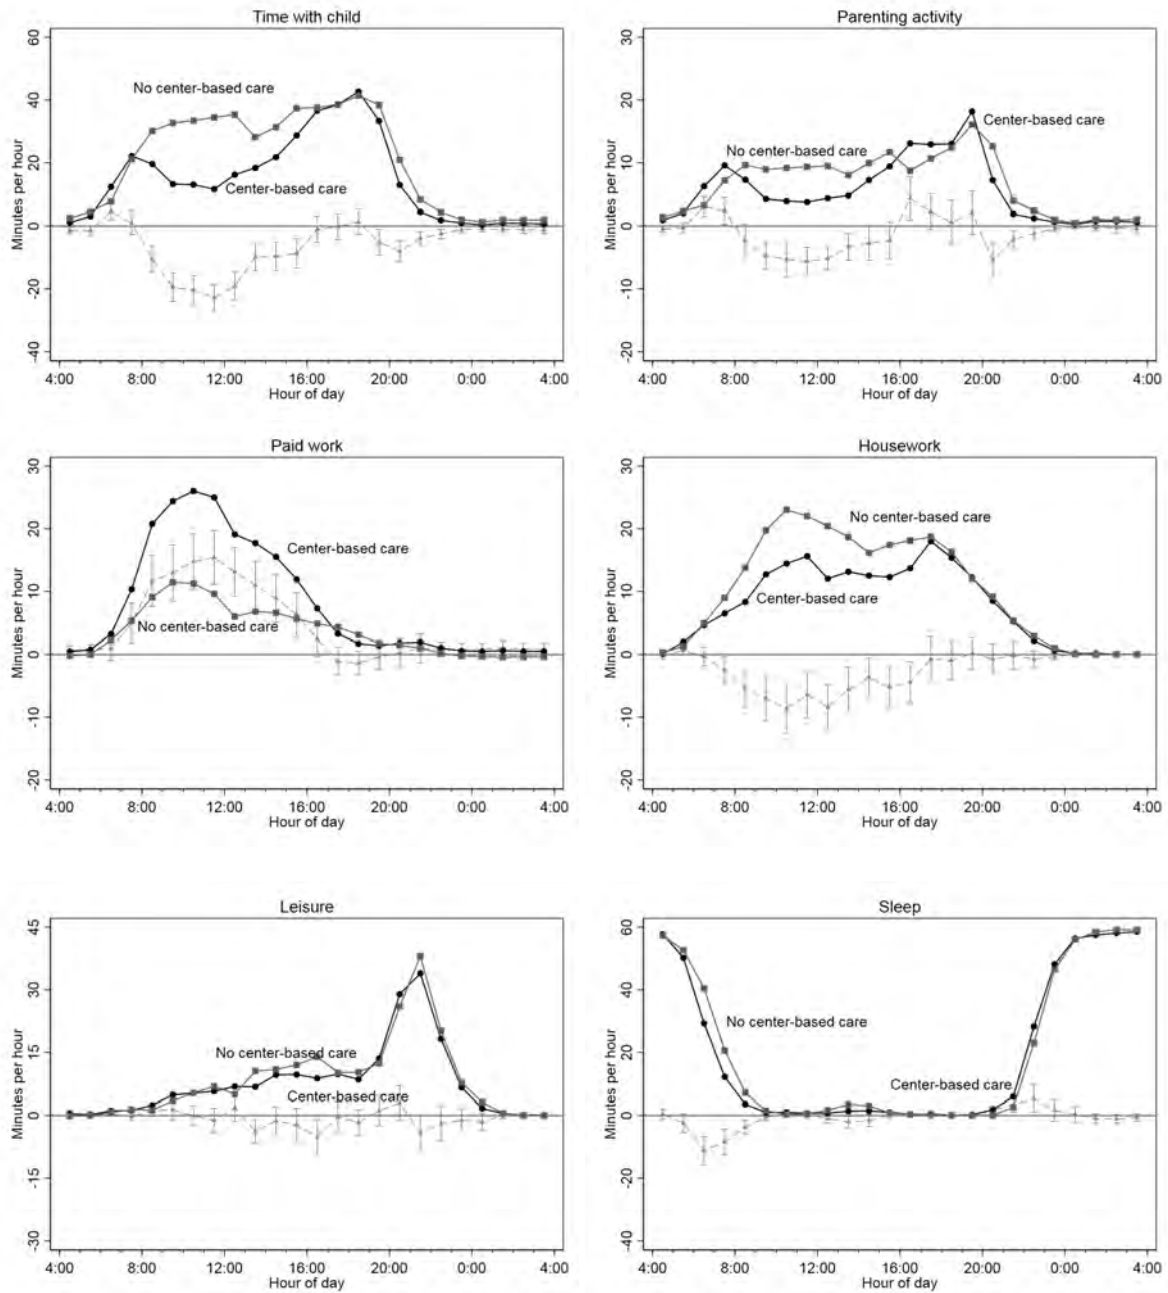 Time with child
60
40
20
0
-20
-40
Minutes per hour
No center-based care
Center-based care
4:00 8:00 12:00 16:00 20:00 0:00 4:00
Hour of day
Parenting activity
30
20
10
0
-10
-20
Minutes per hour
No center-based care
Center-based care
4:00 8:00 12:00 16:00 20:00 0:00 4:00
Hour of day
Paid work
30
20
10
0
-10
-20
Minutes per hour
Center-based care
No center-based care
4:00 8:00 12:00 16:00 20:00 0:00 4:00
Hour of day
Housework
30
20
10
0
-10
-20
Minutes per hour
No center-based care
Center-based care
4:00 8:00 12:00 16:00 20:00 0:00 4:00
Hour of day
Leisure
45
30
15
0
-15
-30
Minutes per hour
No center-based care
Center-based care
4:00 8:00 12:00 16:00 20:00 0:00 4:00
Hour of day
Sleep
60
40
20
0
-20
-40
Minutes per hour
No center-based care
Center-based care
4:00 8:00 12:00 16:00 20:00 0:00 4:00
Hour of day